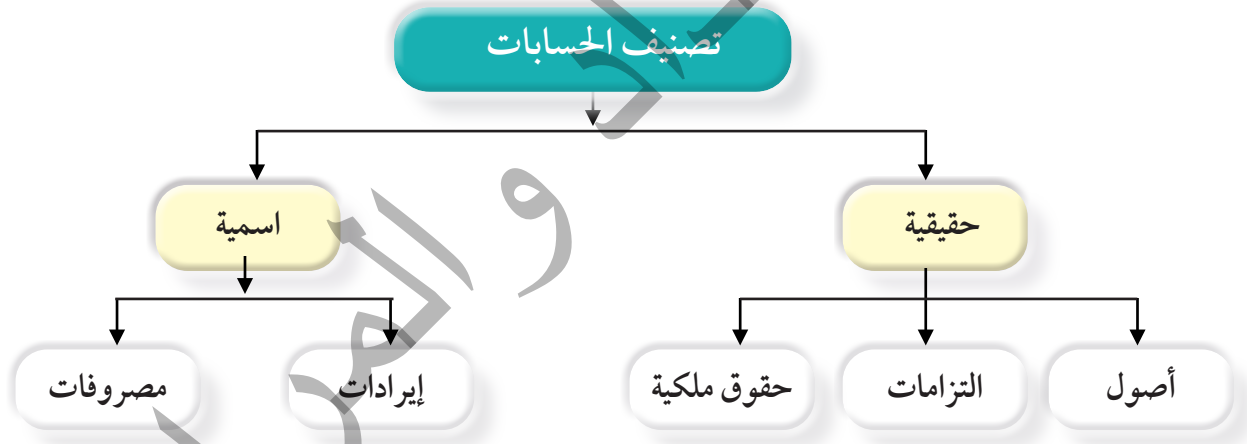 تصنيف الحسابات
حقيقية
اسمية
أصول
التزامات
حقوق ملكية
إيرادات
مصروفات